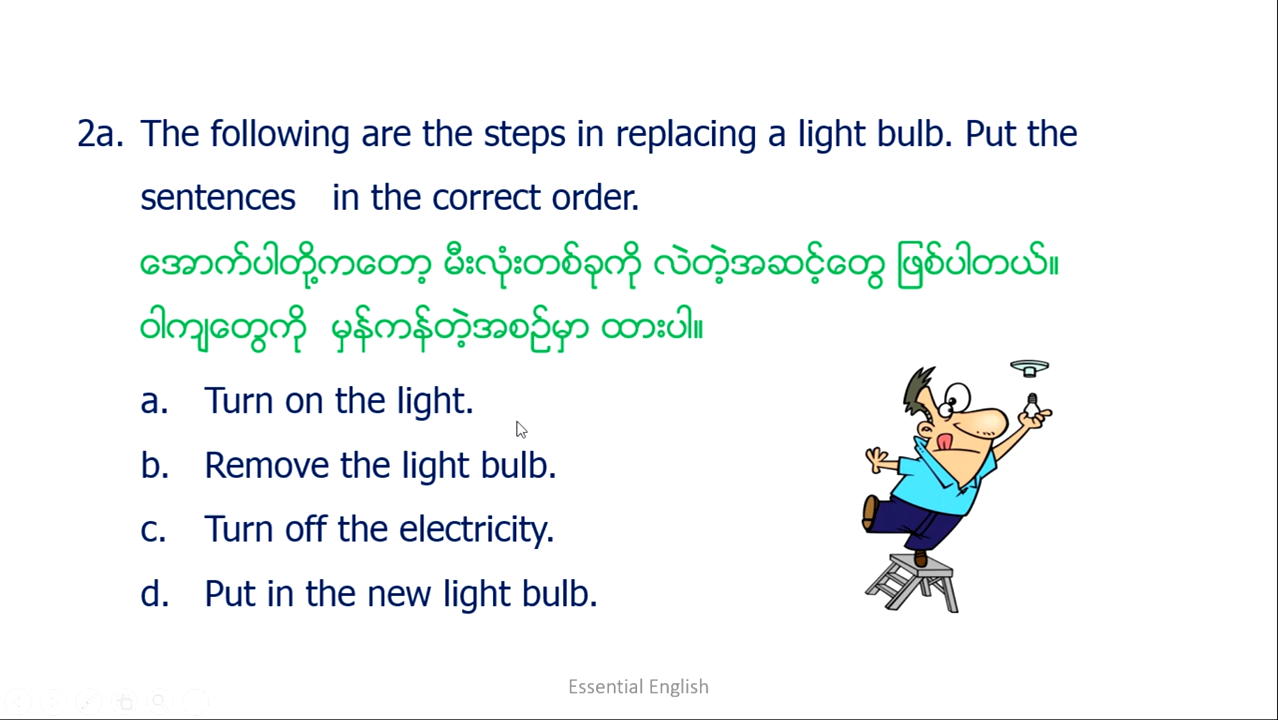 2a. The following are the steps in replacing a light bulb. Put the
sentences in the correct order.
အောက်ပါတို့ကတော့ မီးလုံးတစ်ခုကို လဲတဲ့အဆင့်တွေ ဖြစ်ပါတယ်။
ဝါကျတွေကို မှန်ကန်တဲ့အစဉ်မှာ ထားပါ။
a. Turn on the light.
b. Remove the light bulb.
c. Turn off the electricity.
d. Put in the new light bulb.
Essential English